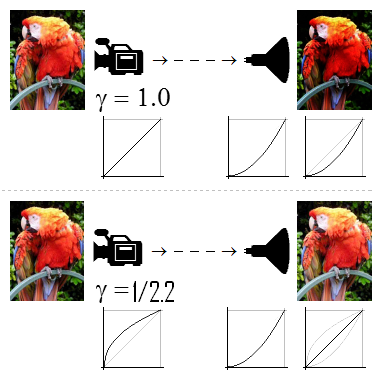 γ = 1.0
γ =1/2.2